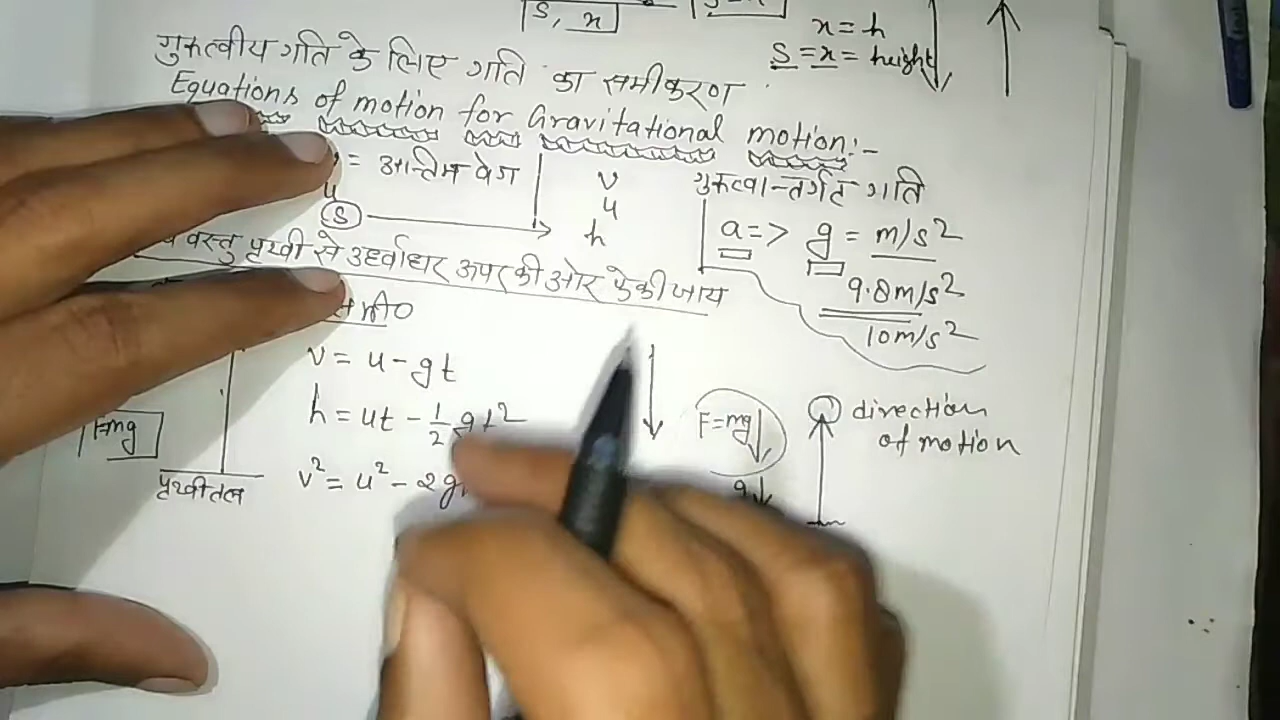 S, x
x = h
S = x = height
गुरुत्वीय गति के लिए गति का समीकरण
Equations of motion for Gravitational motion:-
= अन्तिम वेग
u
S
v
u
h
गुरुत्वान्तर्गत गति
a => g = m/s²
9.8m/s²
10m/s²
वस्तु पृथ्वी से उर्ध्वाधर ऊपर की ओर फेंकी जाय
v = u - gt
h = ut - 1/2 gt²
v² = u² - 2g
F=mg
पृथ्वीतल
F=mg
g
direction
of motion